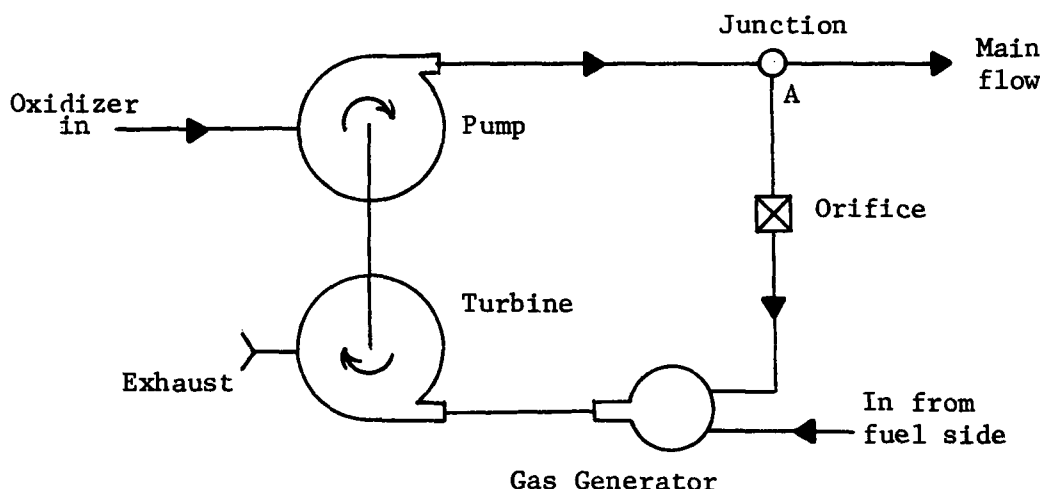 Junction
Main
flow
A
Oxidizer
in
Pump
Orifice
Turbine
Exhaust
In from
fuel side
Gas Generator